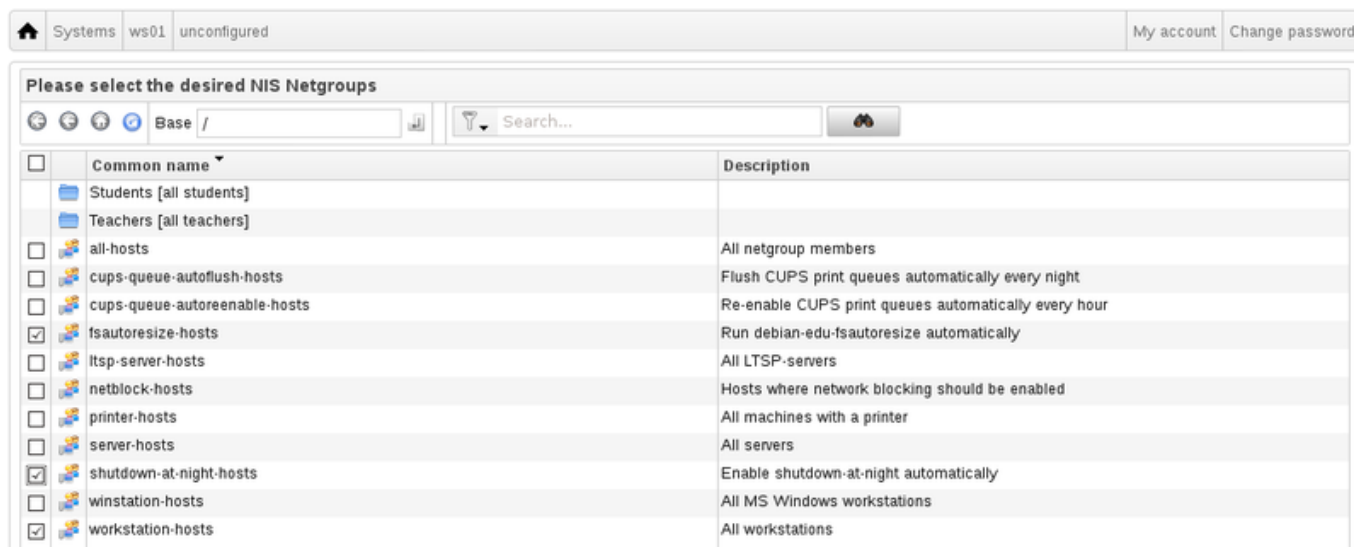 Systems ws01 unconfigured My account Change password
Please select the desired NIS Netgroups
Base / Search...
Common name Description
Students [all students]
Teachers [all teachers]
all-hosts All netgroup members
cups-queue-autoflush-hosts Flush CUPS print queues automatically every night
cups-queue-autoreenable-hosts Re-enable CUPS print queues automatically every hour
fsautoresize-hosts Run debian-edu-fsautoresize automatically
ltsp-server-hosts All LTSP-servers
netblock-hosts Hosts where network blocking should be enabled
printer-hosts All machines with a printer
server-hosts All servers
shutdown-at-night-hosts Enable shutdown-at-night automatically
winstation-hosts All MS Windows workstations
workstation-hosts All workstations